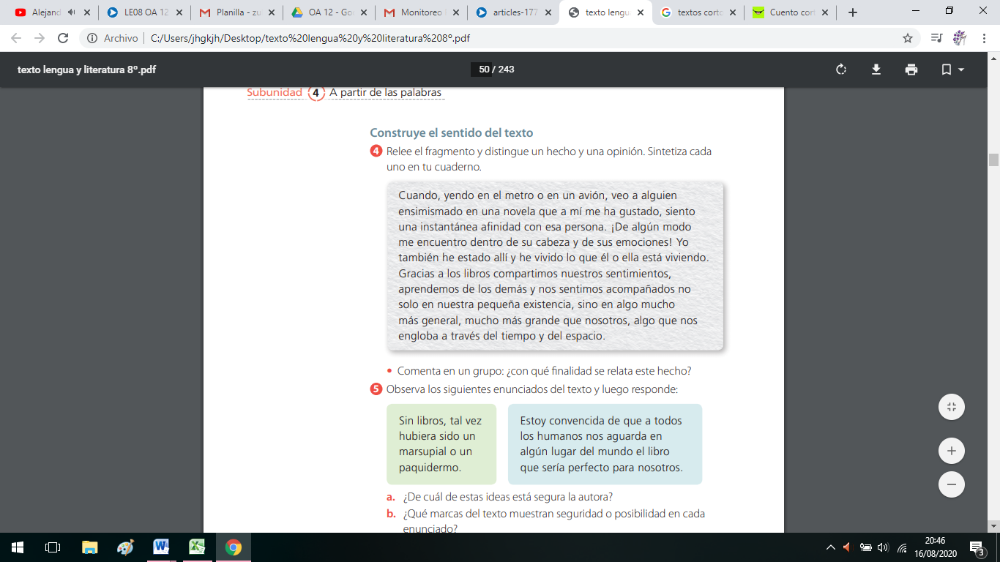 Alejand
LE08 OA 12
Planilla - zu
OA 12 - Go
Monitoreo
articles-177
texto lengu
textos corto
Cuento cor
Archivo
C:/Users/jhgkjh/Desktop/texto%20lengua%20y%20literatura%208º.pdf
texto lengua y literatura 8º.pdf
50 / 243
Subunidad 4 A partir de las palabras
Construye el sentido del texto
4 Relee el fragmento y distingue un hecho y una opinión. Sintetiza cada
uno en tu cuaderno.
Cuando, yendo en el metro o en un avión, veo a alguien
ensimismado en una novela que a mí me ha gustado, siento
una instantánea afinidad con esa persona. ¡De algún modo
me encuentro dentro de su cabeza y de sus emociones! Yo
también he estado allí y he vivido lo que él o ella está viviendo.
Gracias a los libros compartimos nuestros sentimientos,
aprendemos de los demás y nos sentimos acompañados no
solo en nuestra pequeña existencia, sino en algo mucho
más general, mucho más grande que nosotros, algo que nos
engloba a través del tiempo y del espacio.
• Comenta en un grupo: ¿con qué finalidad se relata este hecho?
5 Observa los siguientes enunciados del texto y luego responde:
Sin libros, tal vez
hubiera sido un
marsupial o un
paquidermo.
Estoy convencida de que a todos
los humanos nos aguarda en
algún lugar del mundo el libro
que sería perfecto para nosotros.
a. ¿De cuál de estas ideas está segura la autora?
b. ¿Qué marcas del texto muestran seguridad o posibilidad en cada
enunciado?
20:46
16/08/2020
3